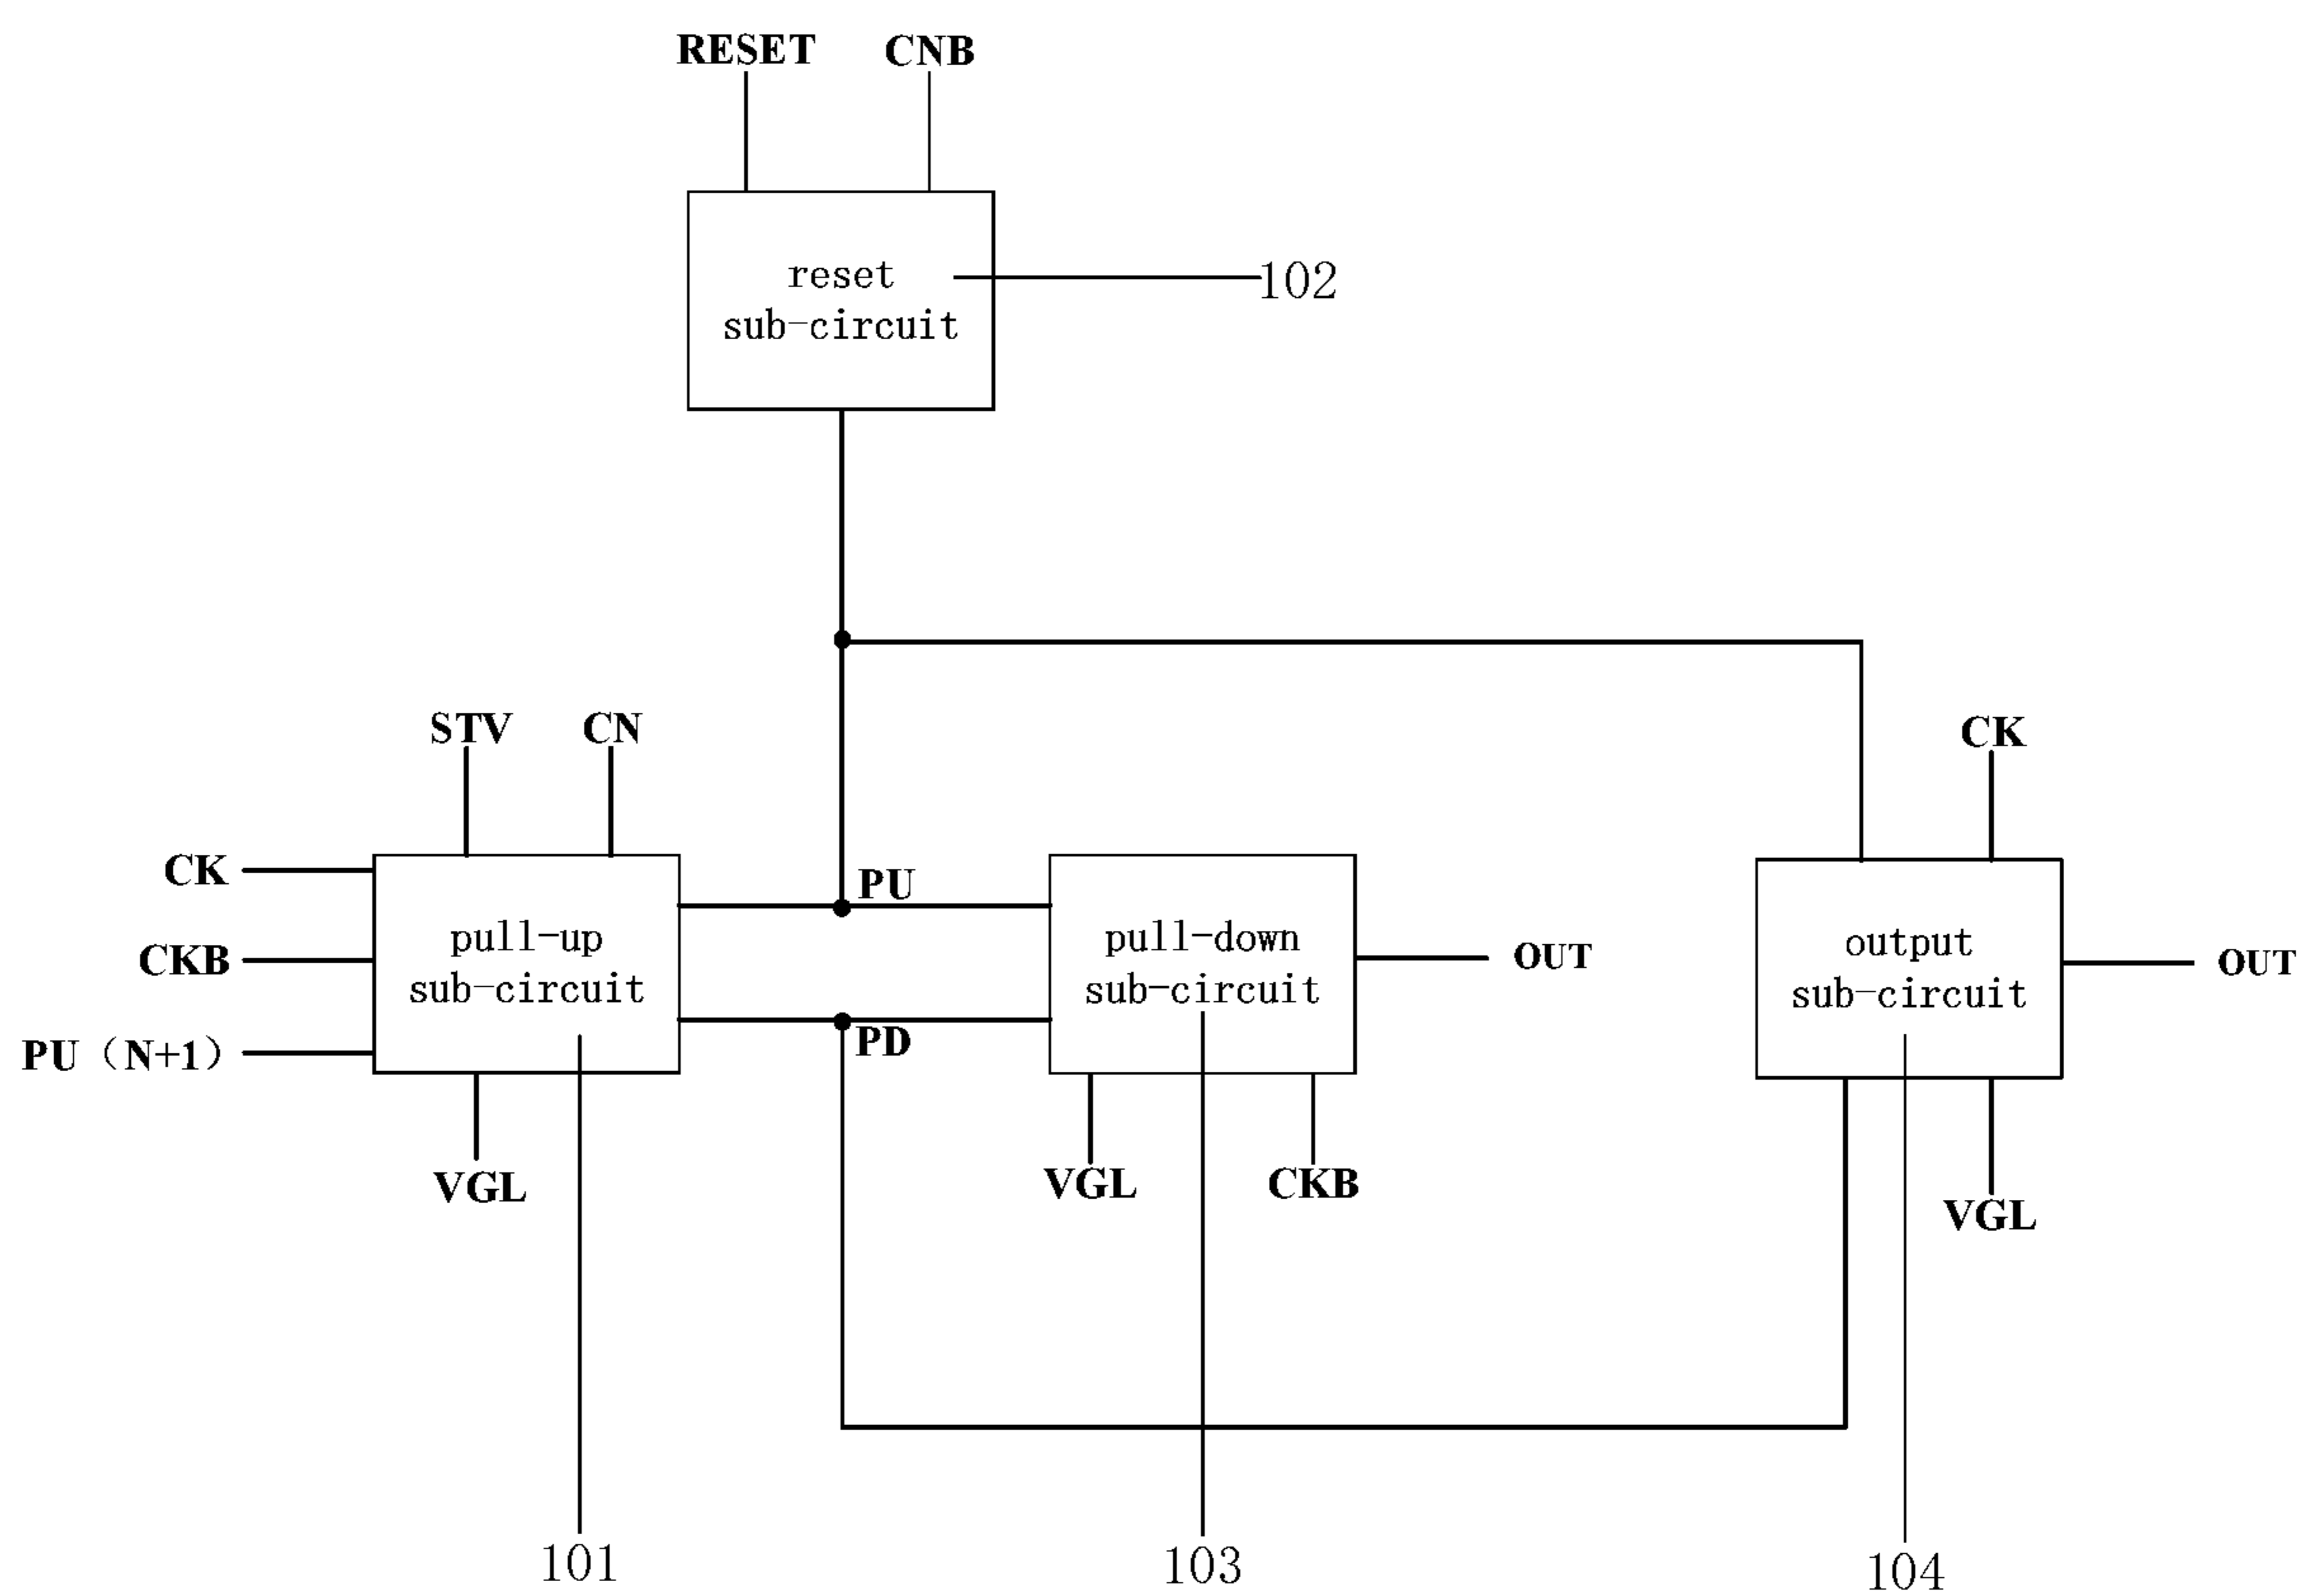 RESET CNB
reset
sub-circuit
102
STV CN
CK
CK
PU
pull-up
sub-circuit
pull-down
sub-circuit
output
sub-circuit
CKB
OUT
OUT
PU（N+1）
PD
VGL
VGL
CKB
VGL
101
103
104